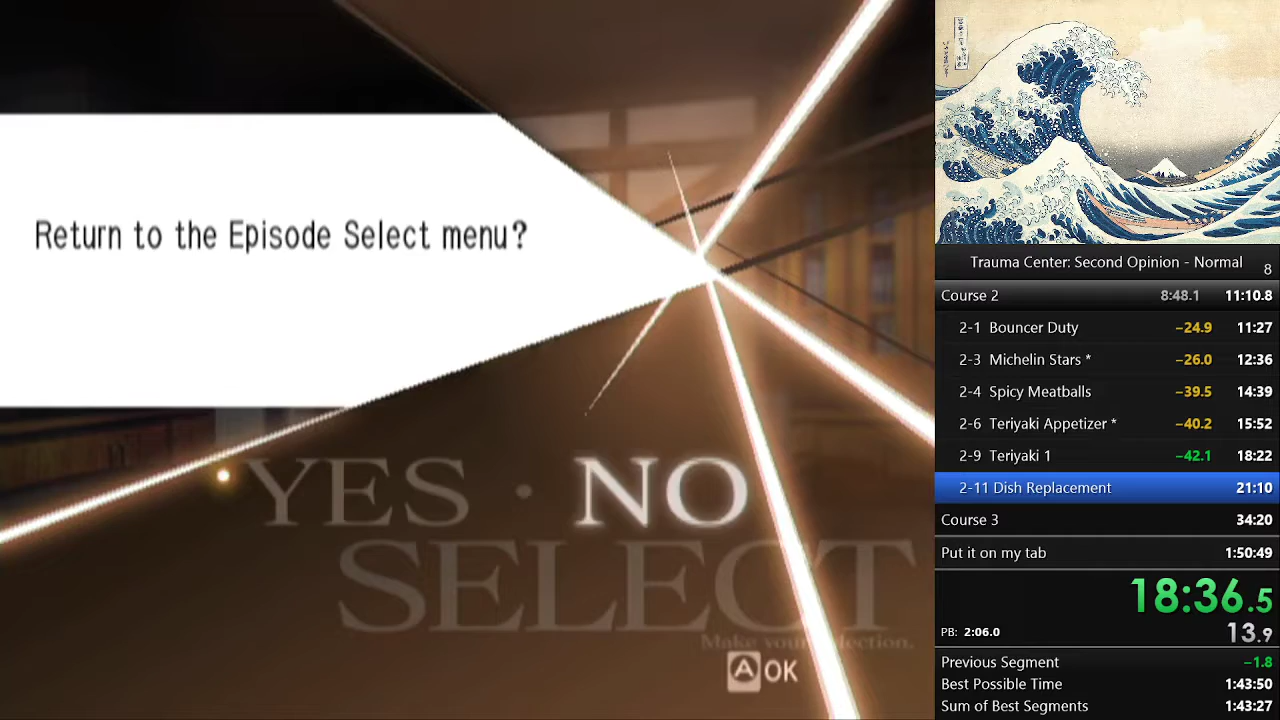 Return to the Episode Select menu?
YES · NO
SELECT
Make your selection.
A OK
Trauma Center: Second Opinion - Normal 8
Course 2 8:48.1 11:10.8
2-1 Bouncer Duty −24.9 11:27
2-3 Michelin Stars * −26.0 12:36
2-4 Spicy Meatballs −39.5 14:39
2-6 Teriyaki Appetizer * −40.2 15:52
2-9 Teriyaki 1 −42.1 18:22
2-11 Dish Replacement 21:10
Course 3 34:20
Put it on my tab 1:50:49
18:36.5
PB: 2:06.0 13.9
Previous Segment −1.8
Best Possible Time 1:43:50
Sum of Best Segments 1:43:27